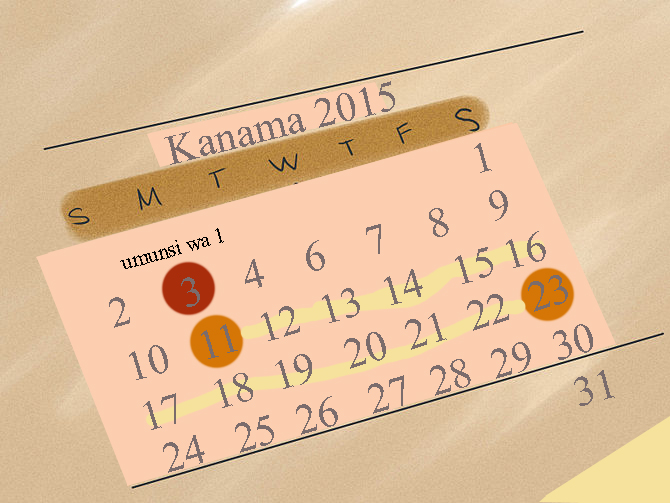 Kanama 2015
S M T W T F S
1
umunsi wa 1
2 3 4 6 7 8 9
10 11 12 13 14 15 16
17 18 19 20 21 22 23
24 25 26 27 28 29 30
31